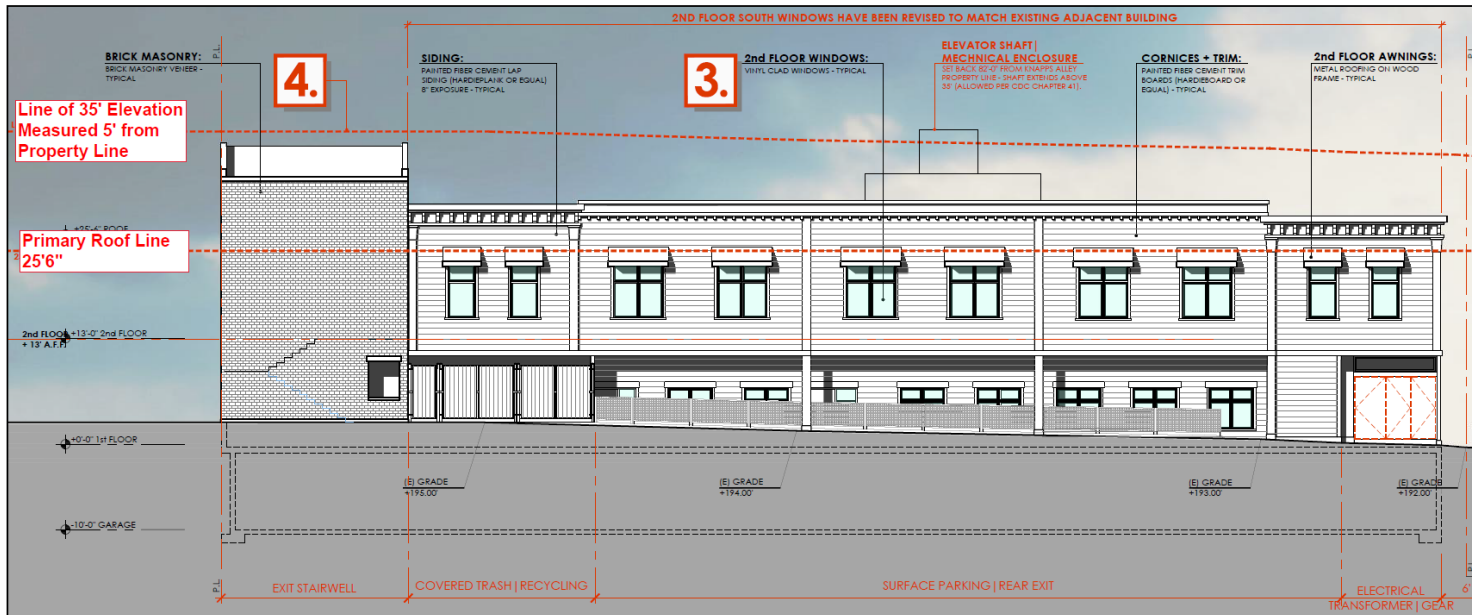 2ND FLOOR SOUTH WINDOWS HAVE BEEN REVISED TO MATCH EXISTING ADJACENT BUILDING
P.L.
BRICK MASONRY:
BRICK MASONRY VENEER -
TYPICAL
4.
SIDING:
PAINTED FIBER CEMENT LAP
SIDING (HARDIEPLANK OR EQUAL)
8" EXPOSURE - TYPICAL
3.
2nd FLOOR WINDOWS:
VINYL CLAD WINDOWS - TYPICAL
ELEVATOR SHAFT |
MECHNICAL ENCLOSURE
SET BACK 82'-0" FROM KNAPPS ALLEY
PROPERTY LINE - SHAFT EXTENDS ABOVE
35' (ALLOWED PER CDC CHAPTER 41).
CORNICES + TRIM:
PAINTED FIBER CEMENT TRIM
BOARDS (HARDIEBOARD OR
EQUAL) - TYPICAL
2nd FLOOR AWNINGS:
METAL ROOFING ON WOOD
FRAME - TYPICAL
Line of 35' Elevation
Measured 5' from
Property Line
+25'-6" ROOF
Primary Roof Line
25'6"
2nd FLOOR
+ 13' A.F.F.
+13'-0" 2nd FLOOR
+0'-0" 1st FLOOR
-10'-0" GARAGE
(E) GRADE
+195.00'
(E) GRADE
+194.00'
(E) GRADE
+193.00'
(E) GRADE
+192.00'
P.L.
EXIT STAIRWELL
COVERED TRASH | RECYCLING
SURFACE PARKING | REAR EXIT
ELECTRICAL
TRANSFORMER | GEAR
6'